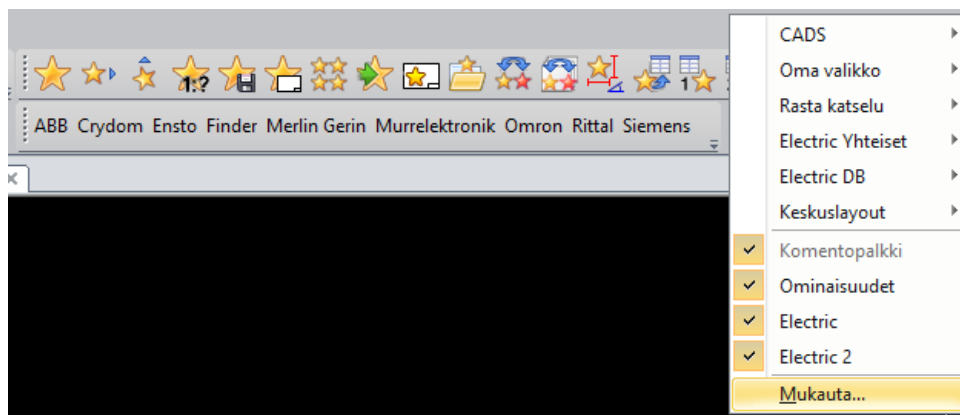 CADS
Oma valikko
Rasta katselu
Electric Yhteiset
Electric DB
Keskuslayout
Komentopalkki
Ominaisuudet
Electric
Electric 2
Mukauta...
1:?
1
ABB Crydom Ensto Finder Merlin Gerin Murrelektronik Omron Rittal Siemens